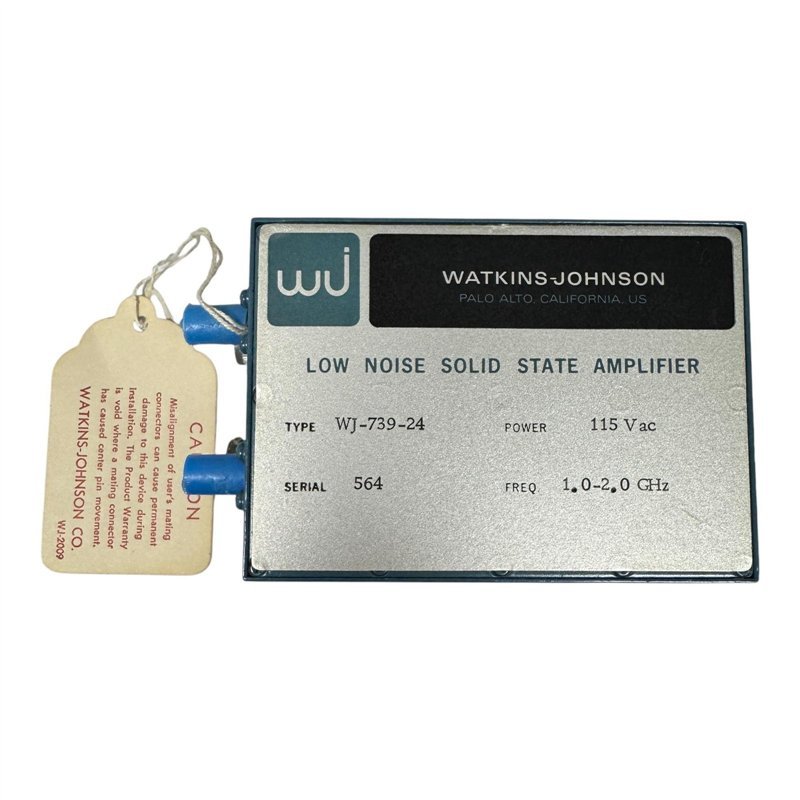 wj
WATKINS-JOHNSON
PALO ALTO, CALIFORNIA, US
LOW NOISE SOLID STATE AMPLIFIER
TYPE WJ-739-24
POWER 115 Vac
SERIAL 564
FREQ. 1.0-2.0 GHz
CA ON
Misalignment of user's mating
connectors can cause permanent
damage to this device during
installation. The Product Warranty
is void where a mating connector
has caused center pin movement.
WATKINS-JOHNSON CO.
WJ-2009